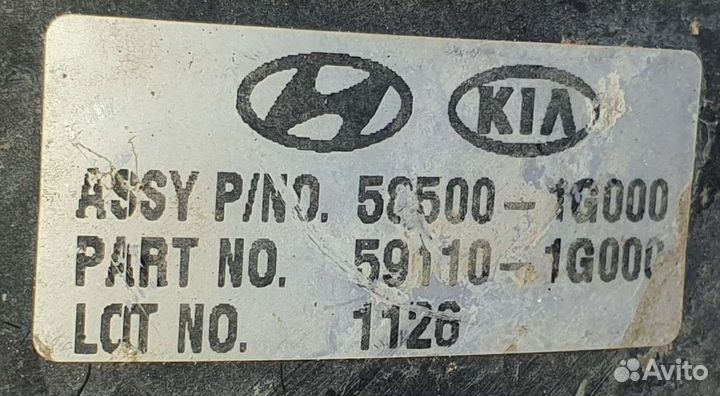 KIA
ASSY P/NO. 58500-1G000
PART NO. 59110-1G000
LOT NO. 1126
Avito